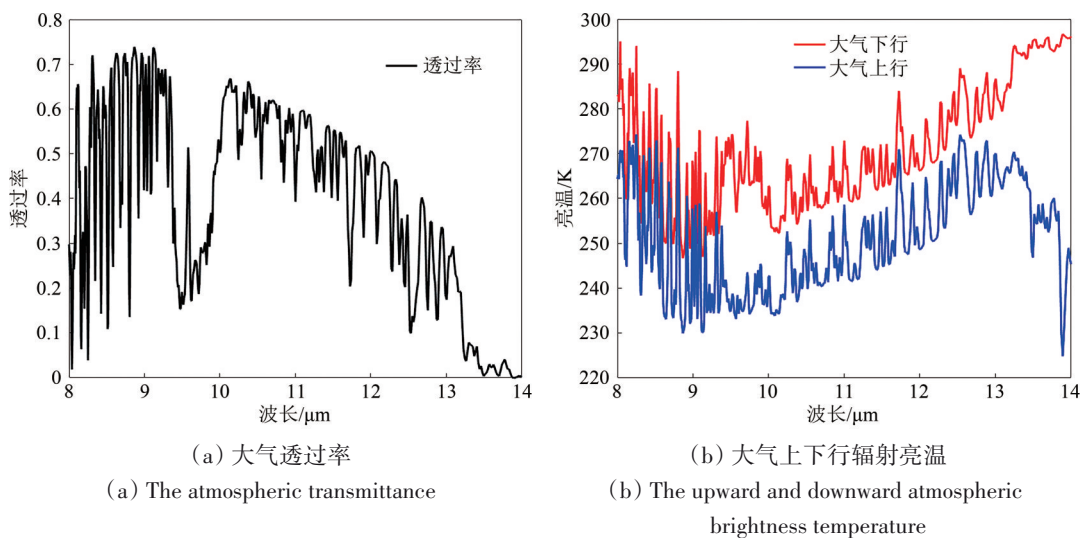 0.8
0.7
0.6
0.5
0.4
0.3
0.2
0.1
0
透过率
透过率
8 9 10 11 12 13 14
波长/μm
(a) 大气透过率
(a) The atmospheric transmittance
300
290
280
270
260
250
240
230
220
亮温/K
大气下行
大气上行
8 9 10 11 12 13 14
波长/μm
(b) 大气上下行辐射亮温
(b) The upward and downward atmospheric
brightness temperature